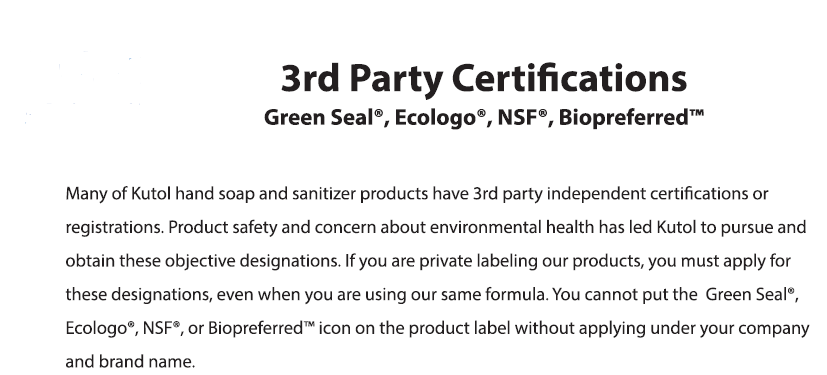 3rd Party Certifications
Green Seal®, Ecologo®, NSF®, Biopreferred™
Many of Kutol hand soap and sanitizer products have 3rd party independent certifications or
registrations. Product safety and concern about environmental health has led Kutol to pursue and
obtain these objective designations. If you are private labeling our products, you must apply for
these designations, even when you are using our same formula. You cannot put the  Green Seal®,
Ecologo®, NSF®, or Biopreferred™ icon on the product label without applying under your company
and brand name.